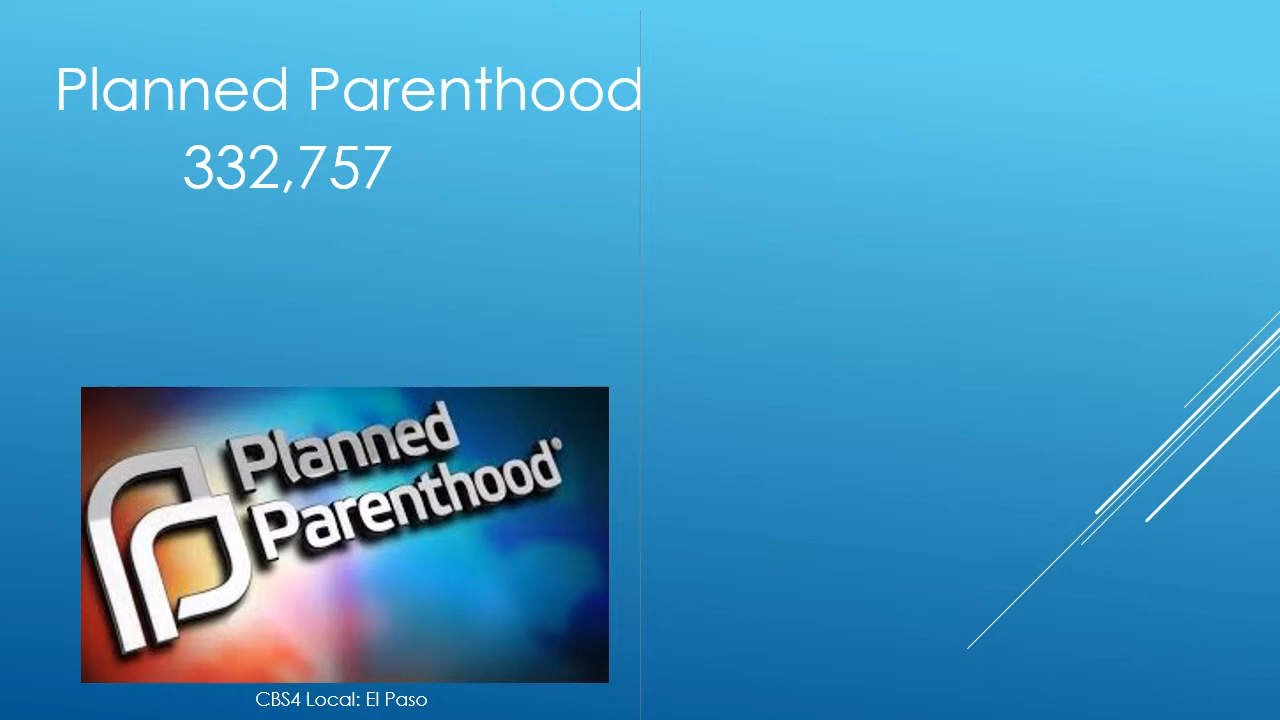 Planned Parenthood
332,757
Planned
Parenthood®
CBS4 Local: El Paso